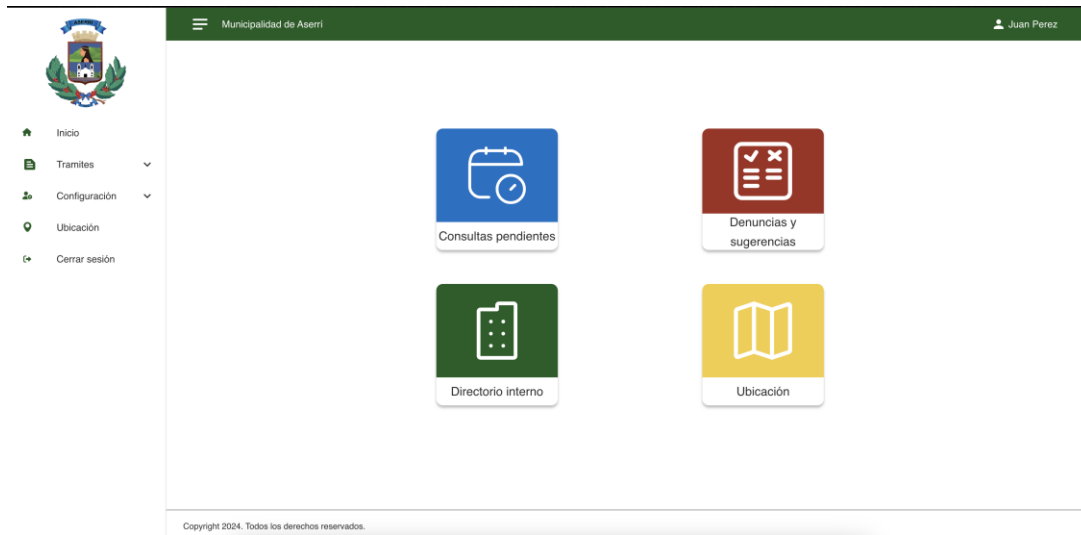 ASERRI
Municipalidad de Aserrí
Juan Perez
Inicio
Tramites
Configuración
Ubicación
Cerrar sesión
Consultas pendientes
Denuncias y
sugerencias
Directorio interno
Ubicación
Copyright 2024. Todos los derechos reservados.